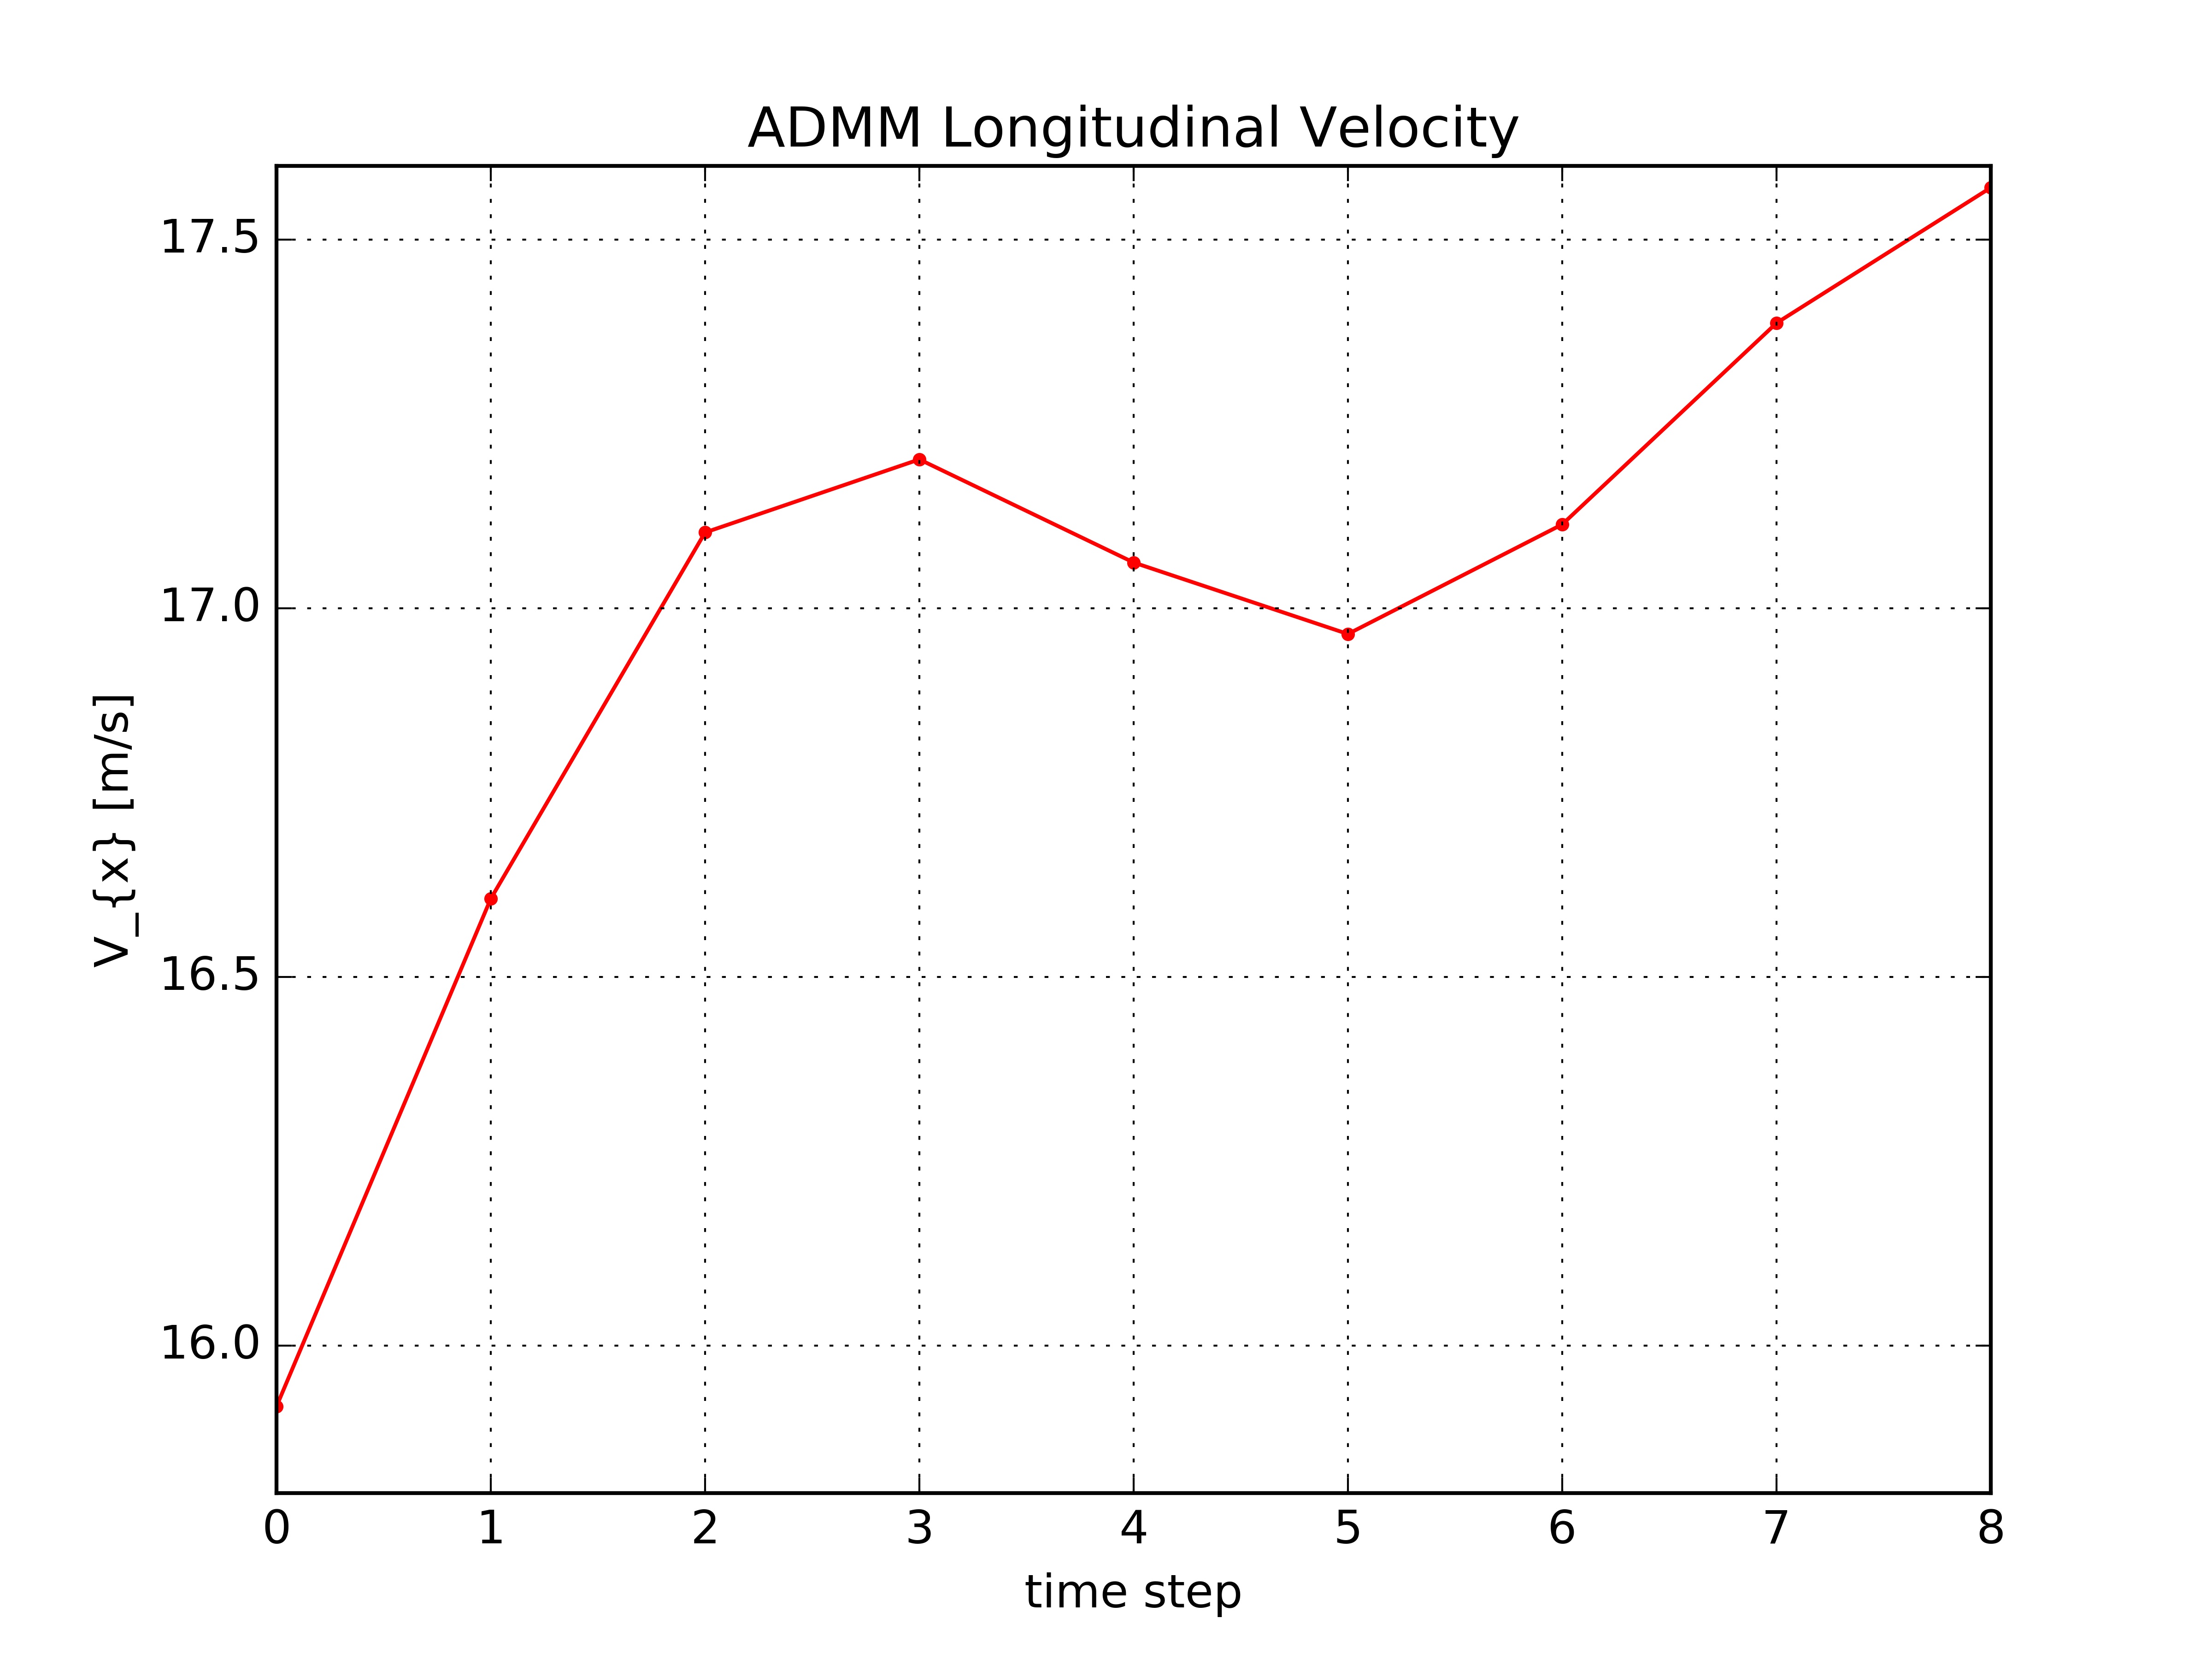 ADMM Longitudinal Velocity
17.5
17.0
16.5
16.0
V_{x} [m/s]
0 1 2 3 4 5 6 7 8
time step